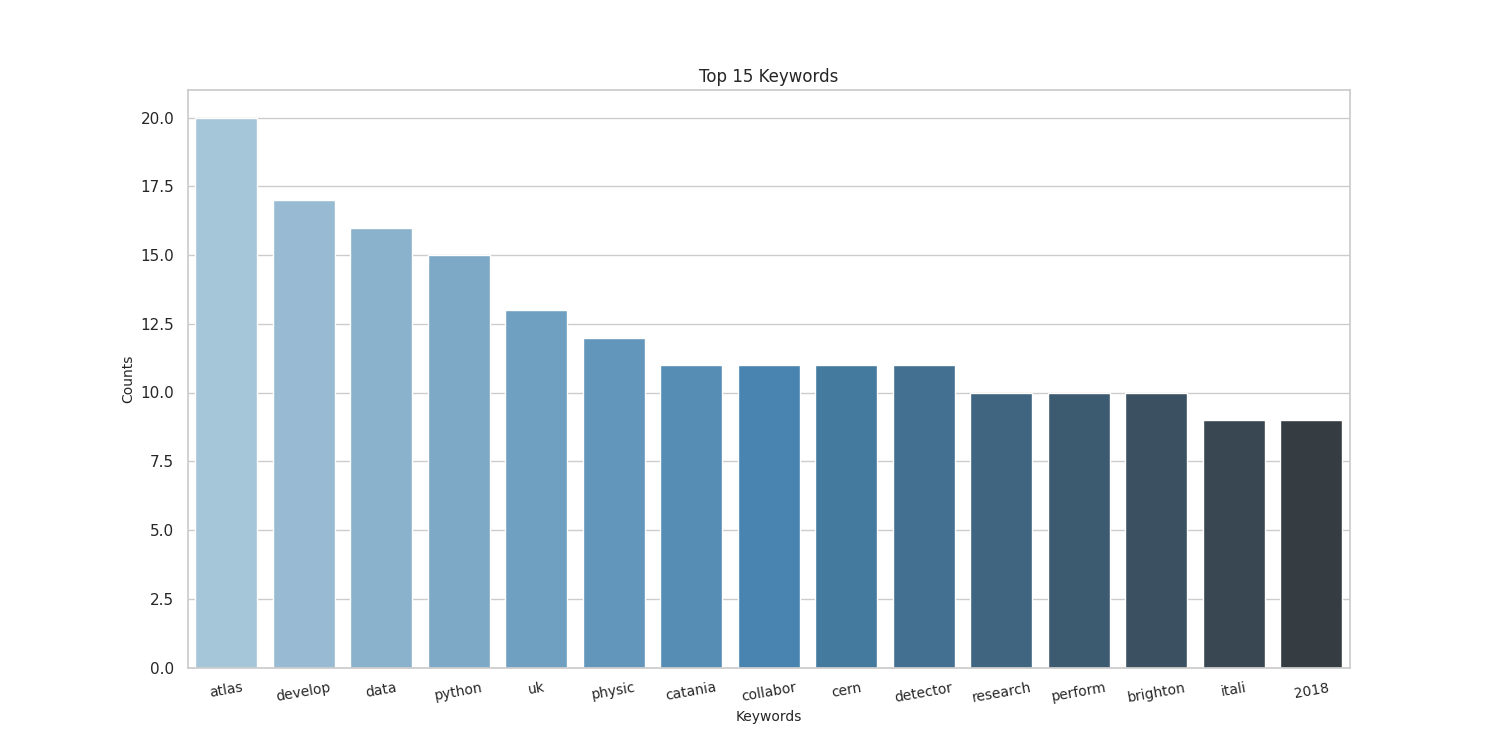 Top 15 Keywords
20.0
17.5
15.0
12.5
10.0
7.5
5.0
2.5
0.0
Counts
atlas develop data python uk physic catania collabor cern detector research perform brighton itali 2018
Keywords